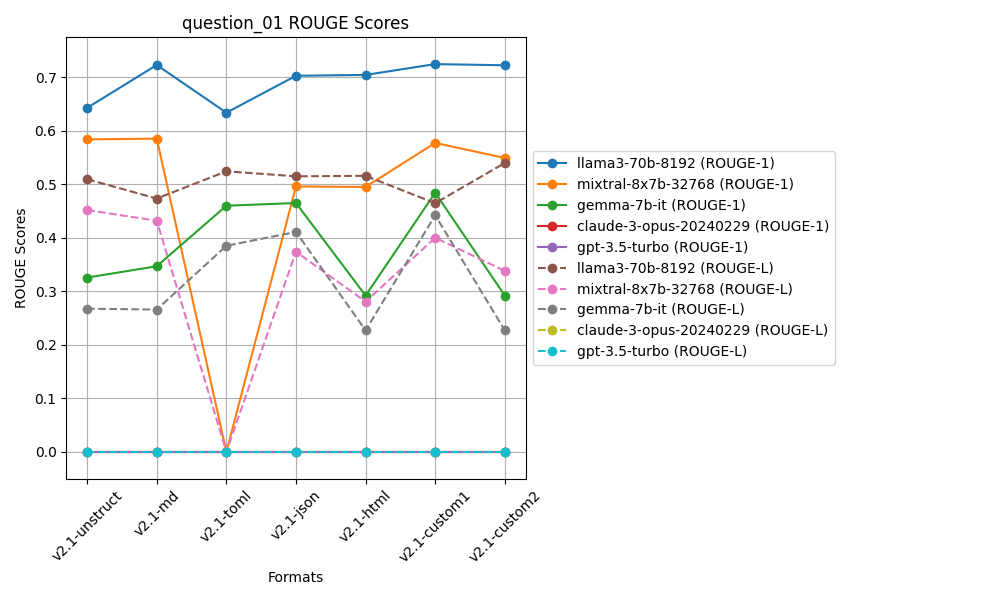 question_01 ROUGE Scores
ROUGE Scores
0.7
0.6
0.5
0.4
0.3
0.2
0.1
0.0
v2.1-unstruct
v2.1-md
v2.1-toml
v2.1-json
v2.1-html
v2.1-custom1
v2.1-custom2
Formats
llama3-70b-8192 (ROUGE-1)
mixtral-8x7b-32768 (ROUGE-1)
gemma-7b-it (ROUGE-1)
claude-3-opus-20240229 (ROUGE-1)
gpt-3.5-turbo (ROUGE-1)
llama3-70b-8192 (ROUGE-L)
mixtral-8x7b-32768 (ROUGE-L)
gemma-7b-it (ROUGE-L)
claude-3-opus-20240229 (ROUGE-L)
gpt-3.5-turbo (ROUGE-L)